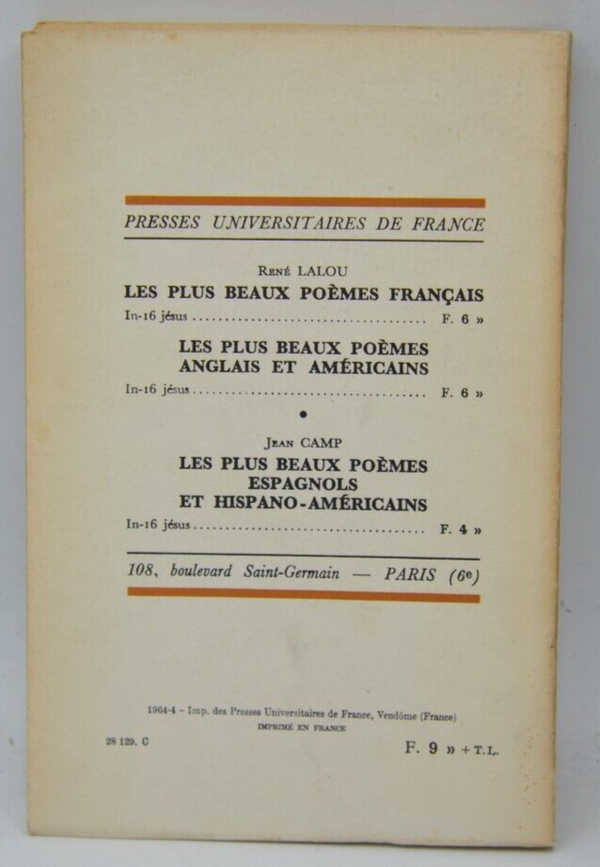 PRESSES UNIVERSITAIRES DE FRANCE
René LALOU
LES PLUS BEAUX POÈMES FRANÇAIS
In-16 jésus ................................... F. 6 »
LES PLUS BEAUX POÈMES
ANGLAIS ET AMÉRICAINS
In-16 jésus ................................... F. 6 »
•
Jean CAMP
LES PLUS BEAUX POÈMES
ESPAGNOLS
ET HISPANO-AMÉRICAINS
In-16 jésus ................................... F. 4 »
108, boulevard Saint-Germain — PARIS (6e)
1964-4 – Imp. des Presses Universitaires de France, Vendôme (France)
IMPRIMÉ EN FRANCE
28 129. C
F. 9 » + T.L.